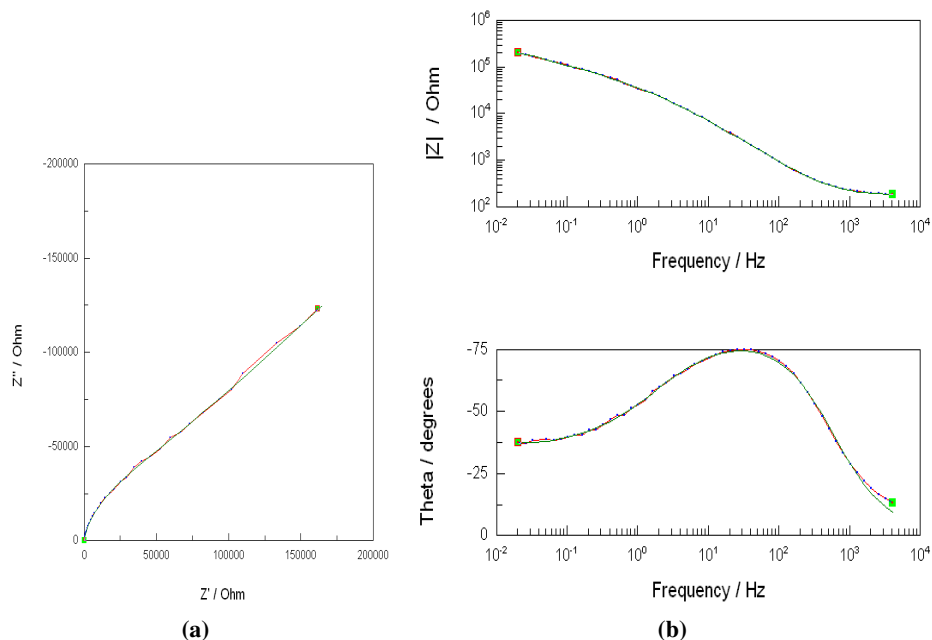 -200000
-150000
-100000
-50000
0
Z'' / Ohm
0 50000 100000 150000 200000
Z' / Ohm
(a)
10^6
10^5
10^4
10^3
10^2
|Z| / Ohm
10^-2 10^-1 10^0 10^1 10^2 10^3 10^4
Frequency / Hz
-75
-50
-25
0
Theta / degrees
10^-2 10^-1 10^0 10^1 10^2 10^3 10^4
Frequency / Hz
(b)